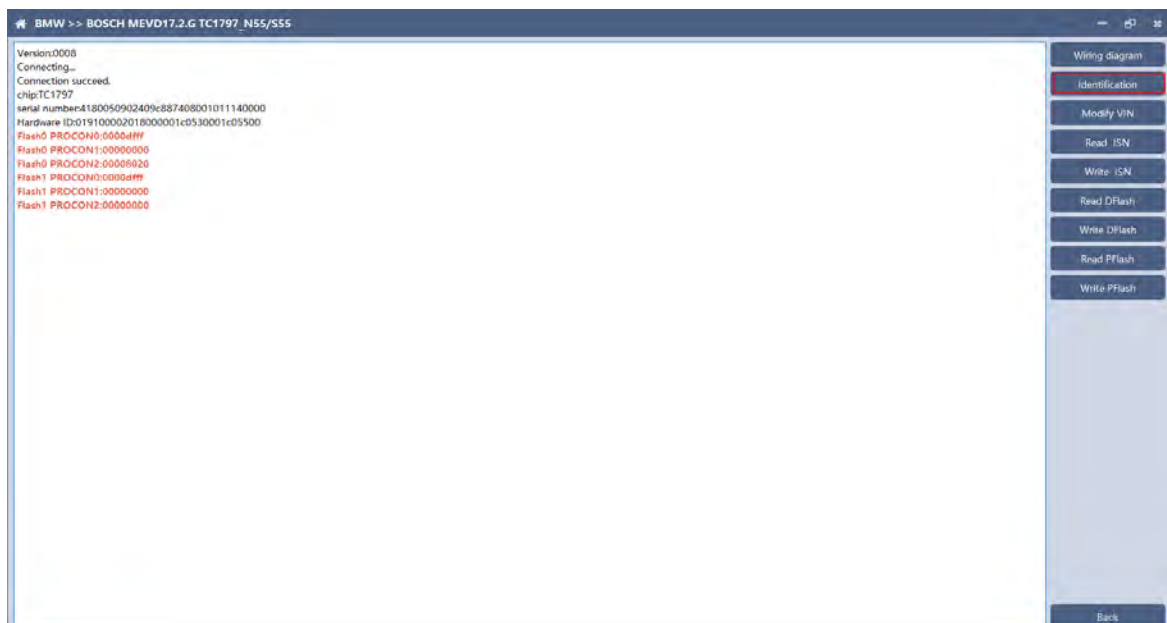 BMW >> BOSCH MEVD17.2.G TC1797_N55/S55
Version:0008
Connecting...
Connection succeed.
chip:TC1797
serial number:4180050902409c887408001011140000
Hardware ID:019100002018000001c0530001c05500
Flash0 PROCON0:0000dfff
Flash0 PROCON1:00000000
Flash0 PROCON2:00008020
Flash1 PROCON0:0000dfff
Flash1 PROCON1:00000000
Flash1 PROCON2:00000000
Wiring diagram
Identification
Modify VIN
Read ISN
Write ISN
Read DFlash
Write DFlash
Read PFlash
Write PFlash
Back